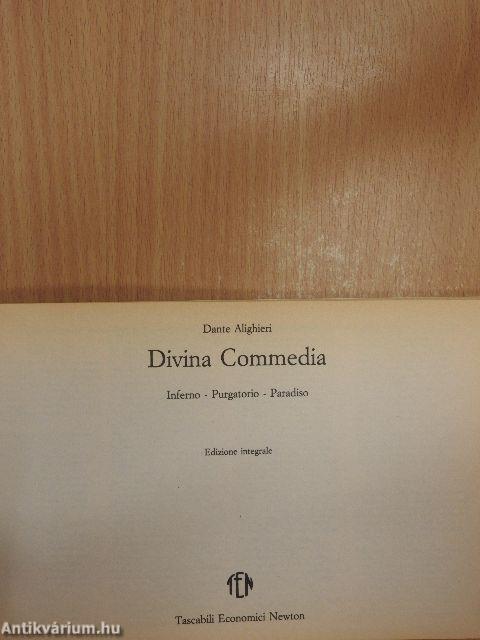 Dante Alighieri
Divina Commedia
Inferno - Purgatorio - Paradiso
Edizione integrale
TEN
Tascabili Economici Newton
Antikvárium.hu